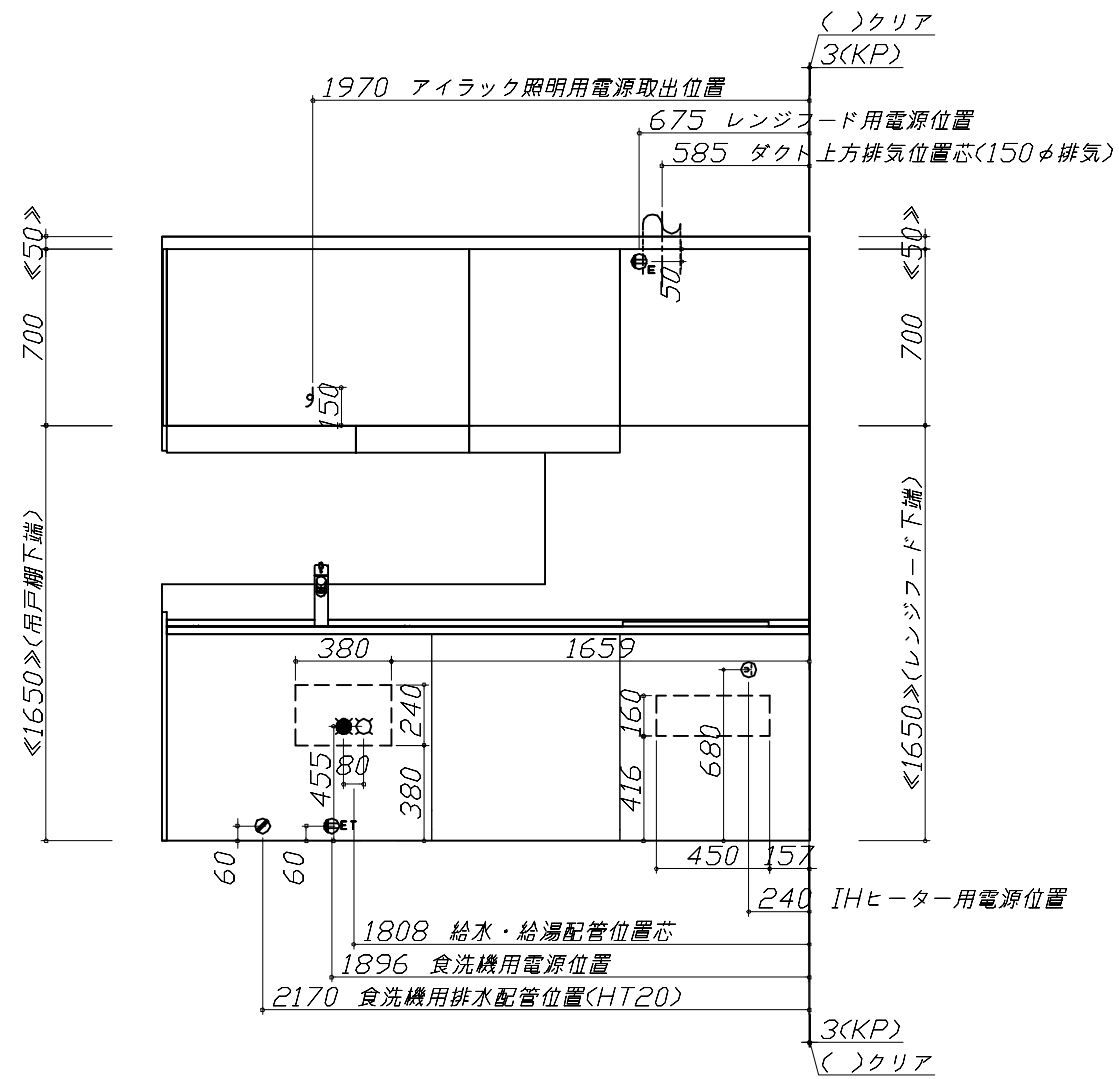 ( )クリア
3(KP)
1970 アイラック照明用電源取出位置
675 レンジフード用電源位置
585 ダクト上方排気位置芯(150φ排気)
≪50≫
≪50≫
E
50
700
700
150
≪1650≫(吊戸棚下端)
≪1650≫(レンジフード下端)
380
1659
240
160
680
80
455
380
416
ET
60
60
450
157
240 IHヒーター用電源位置
1808 給水・給湯配管位置芯
1896 食洗機用電源位置
2170 食洗機用排水配管位置(HT20)
3(KP)
( )クリア